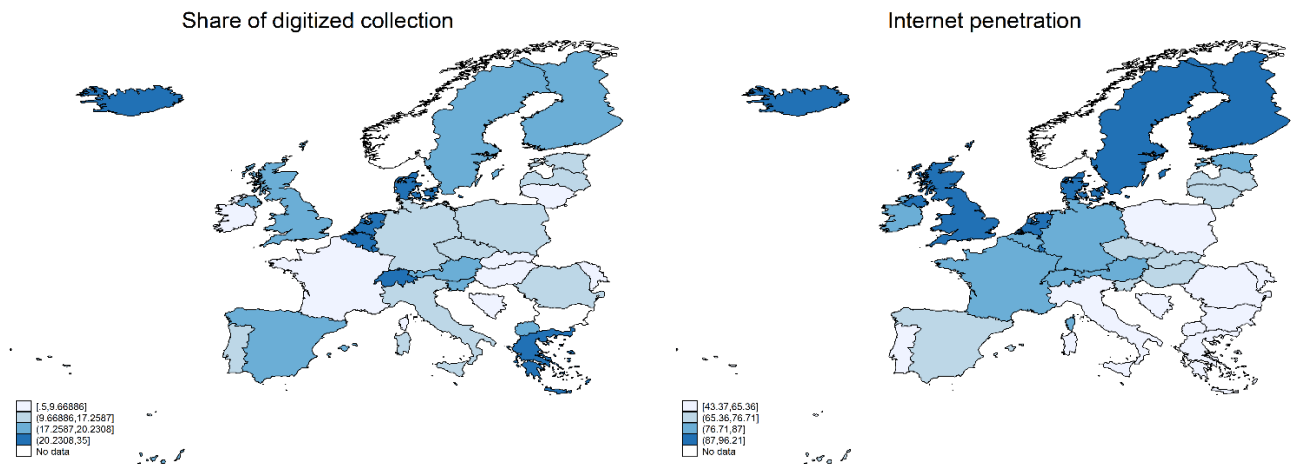 Share of digitized collection
[.5,9.66886]
(9.66886,17.2587]
(17.2587,20.2308]
(20.2308,35]
No data
Internet penetration
[43.37,65.36]
(65.36,76.71]
(76.71,87]
(87,96.21]
No data